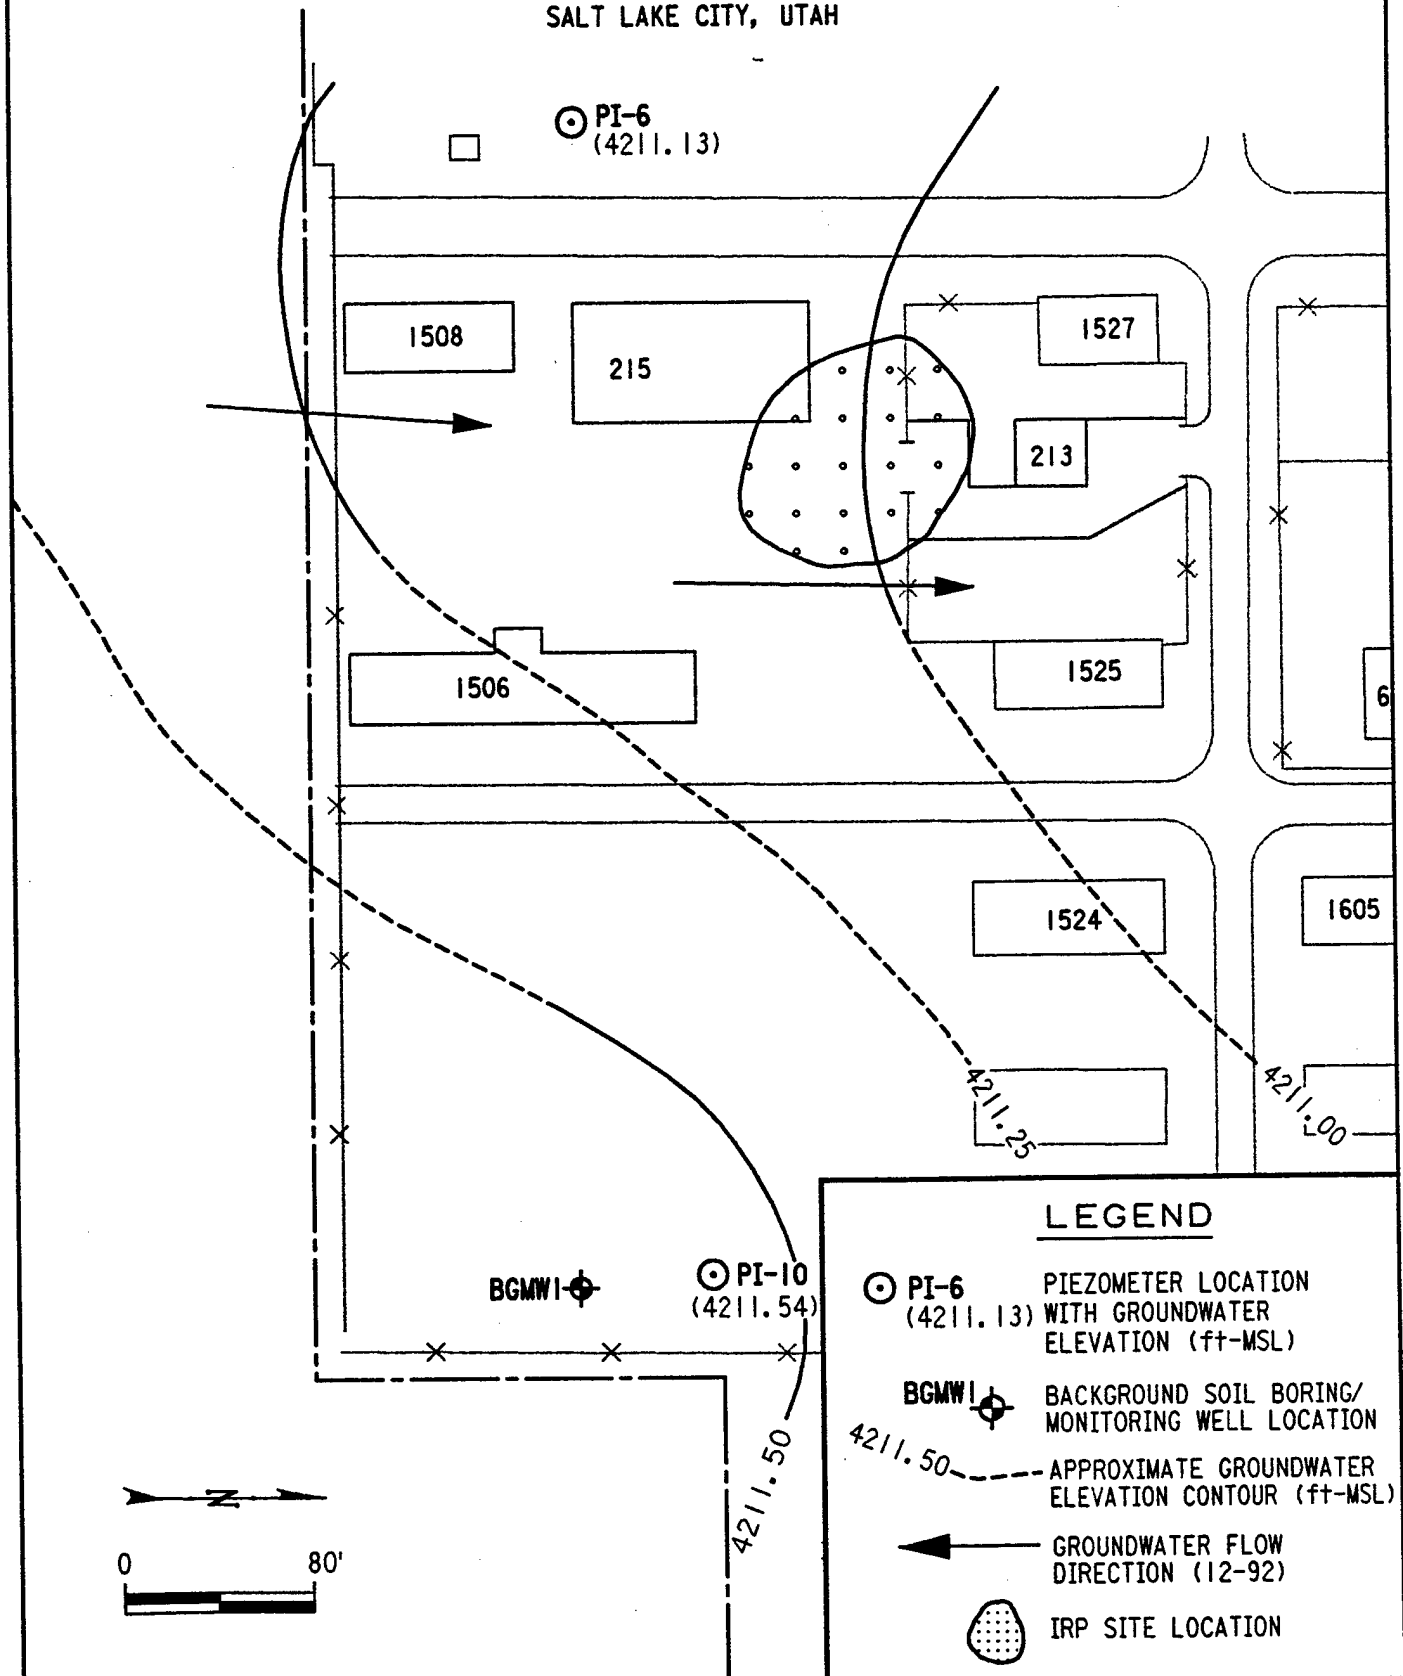 SALT LAKE CITY, UTAH
PI-6
(4211.13)
1508
215
1527
213
1506
1525
6
1524
1605
4211.25
4211.00
BGMW1
PI-10
(4211.54)
4211.50
N
0 80'
LEGEND
PI-6
(4211.13)
PIEZOMETER LOCATION
WITH GROUNDWATER
ELEVATION (ft-MSL)
BGMW1
BACKGROUND SOIL BORING/
MONITORING WELL LOCATION
4211.50
APPROXIMATE GROUNDWATER
ELEVATION CONTOUR (ft-MSL)
GROUNDWATER FLOW
DIRECTION (12-92)
IRP SITE LOCATION